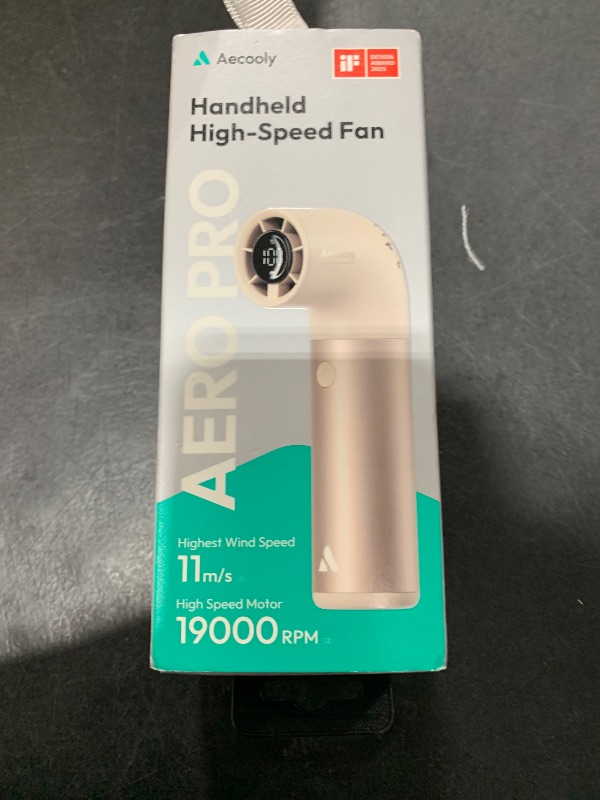 Aecooly
iF
DESIGN
AWARD
2025
Handheld
High-Speed Fan
AERO PRO
Highest Wind Speed
11m/s
High Speed Motor
19000 RPM